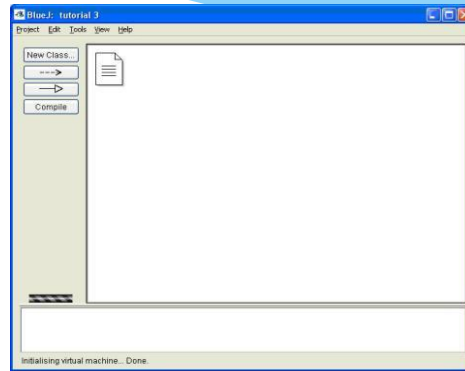 BlueJ: tutorial 3
Project Edit Tools View Help
New Class...
Compile
Initialising virtual machine... Done.